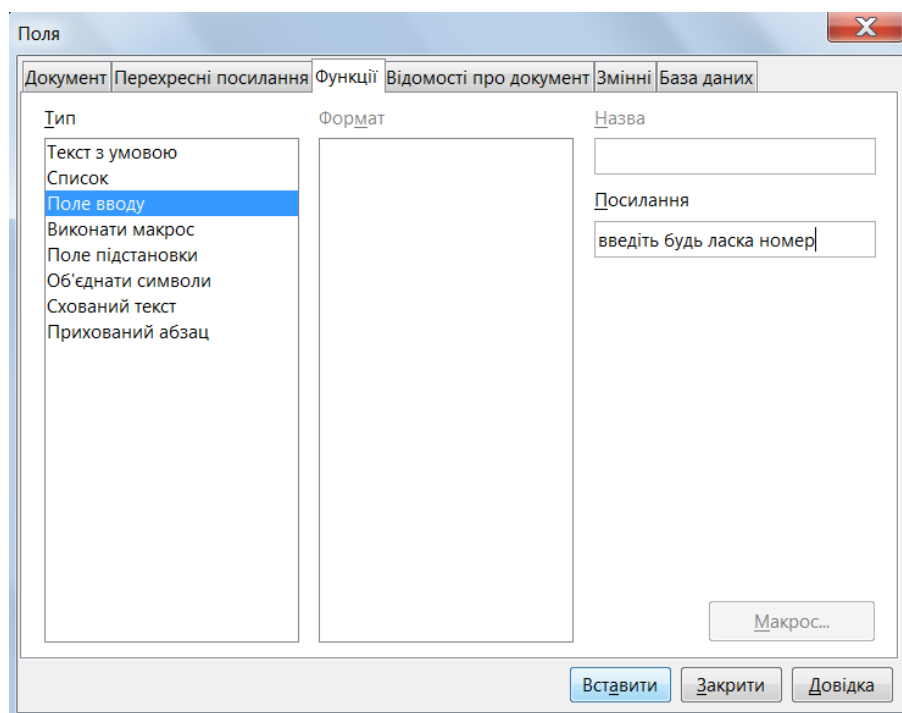 Поля
Документ Перехресні посилання Функції Відомості про документ Змінні База даних
Тип
Формат
Назва
Текст з умовою
Список
Поле вводу
Виконати макрос
Поле підстановки
Об'єднати символи
Схований текст
Прихований абзац
Посилання
введіть будь ласка номер
Макрос...
Вставити
Закрити
Довідка